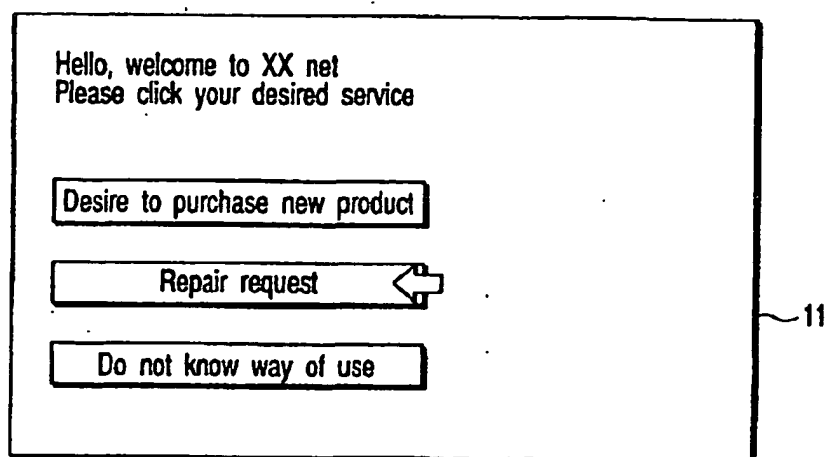 Hello, welcome to XX net
Please click your desired service
Desire to purchase new product
Repair request
Do not know way of use
11